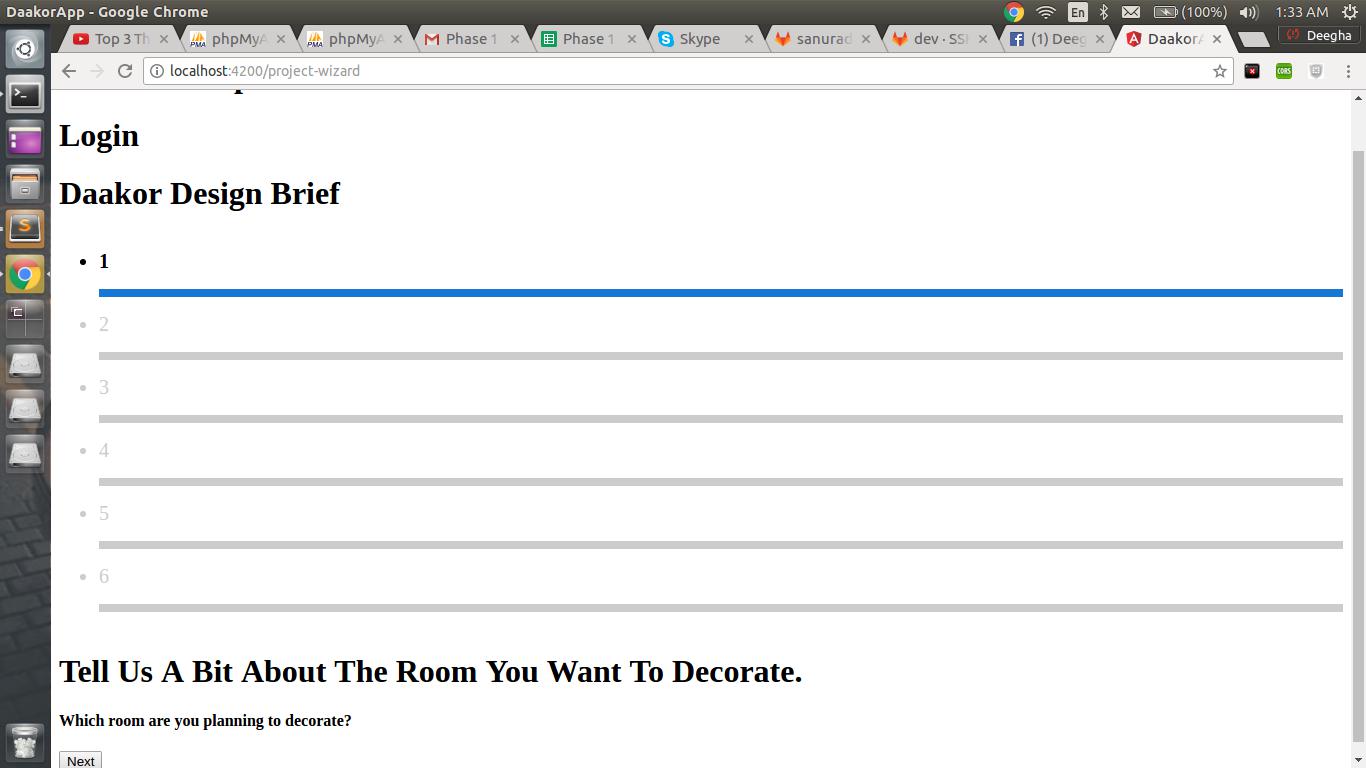 DaakorApp - Google Chrome
En
(100%)
1:33 AM
Top 3 Th
phpMyA
phpMyA
Phase 1
Phase 1
Skype
sanurad
dev · SSI
(1) Deeg
DaakorA
Deegha
localhost:4200/project-wizard
CORS
Login
Daakor Design Brief
1
2
3
4
5
6
Tell Us A Bit About The Room You Want To Decorate.
Which room are you planning to decorate?
Next